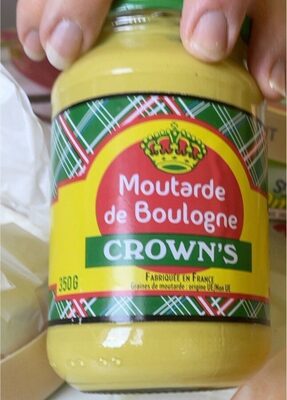 Moutarde
de Boulogne
CROWN'S
350G
FABRIQUÉE EN FRANCE
Graines de moutarde : origine UE/Non UE